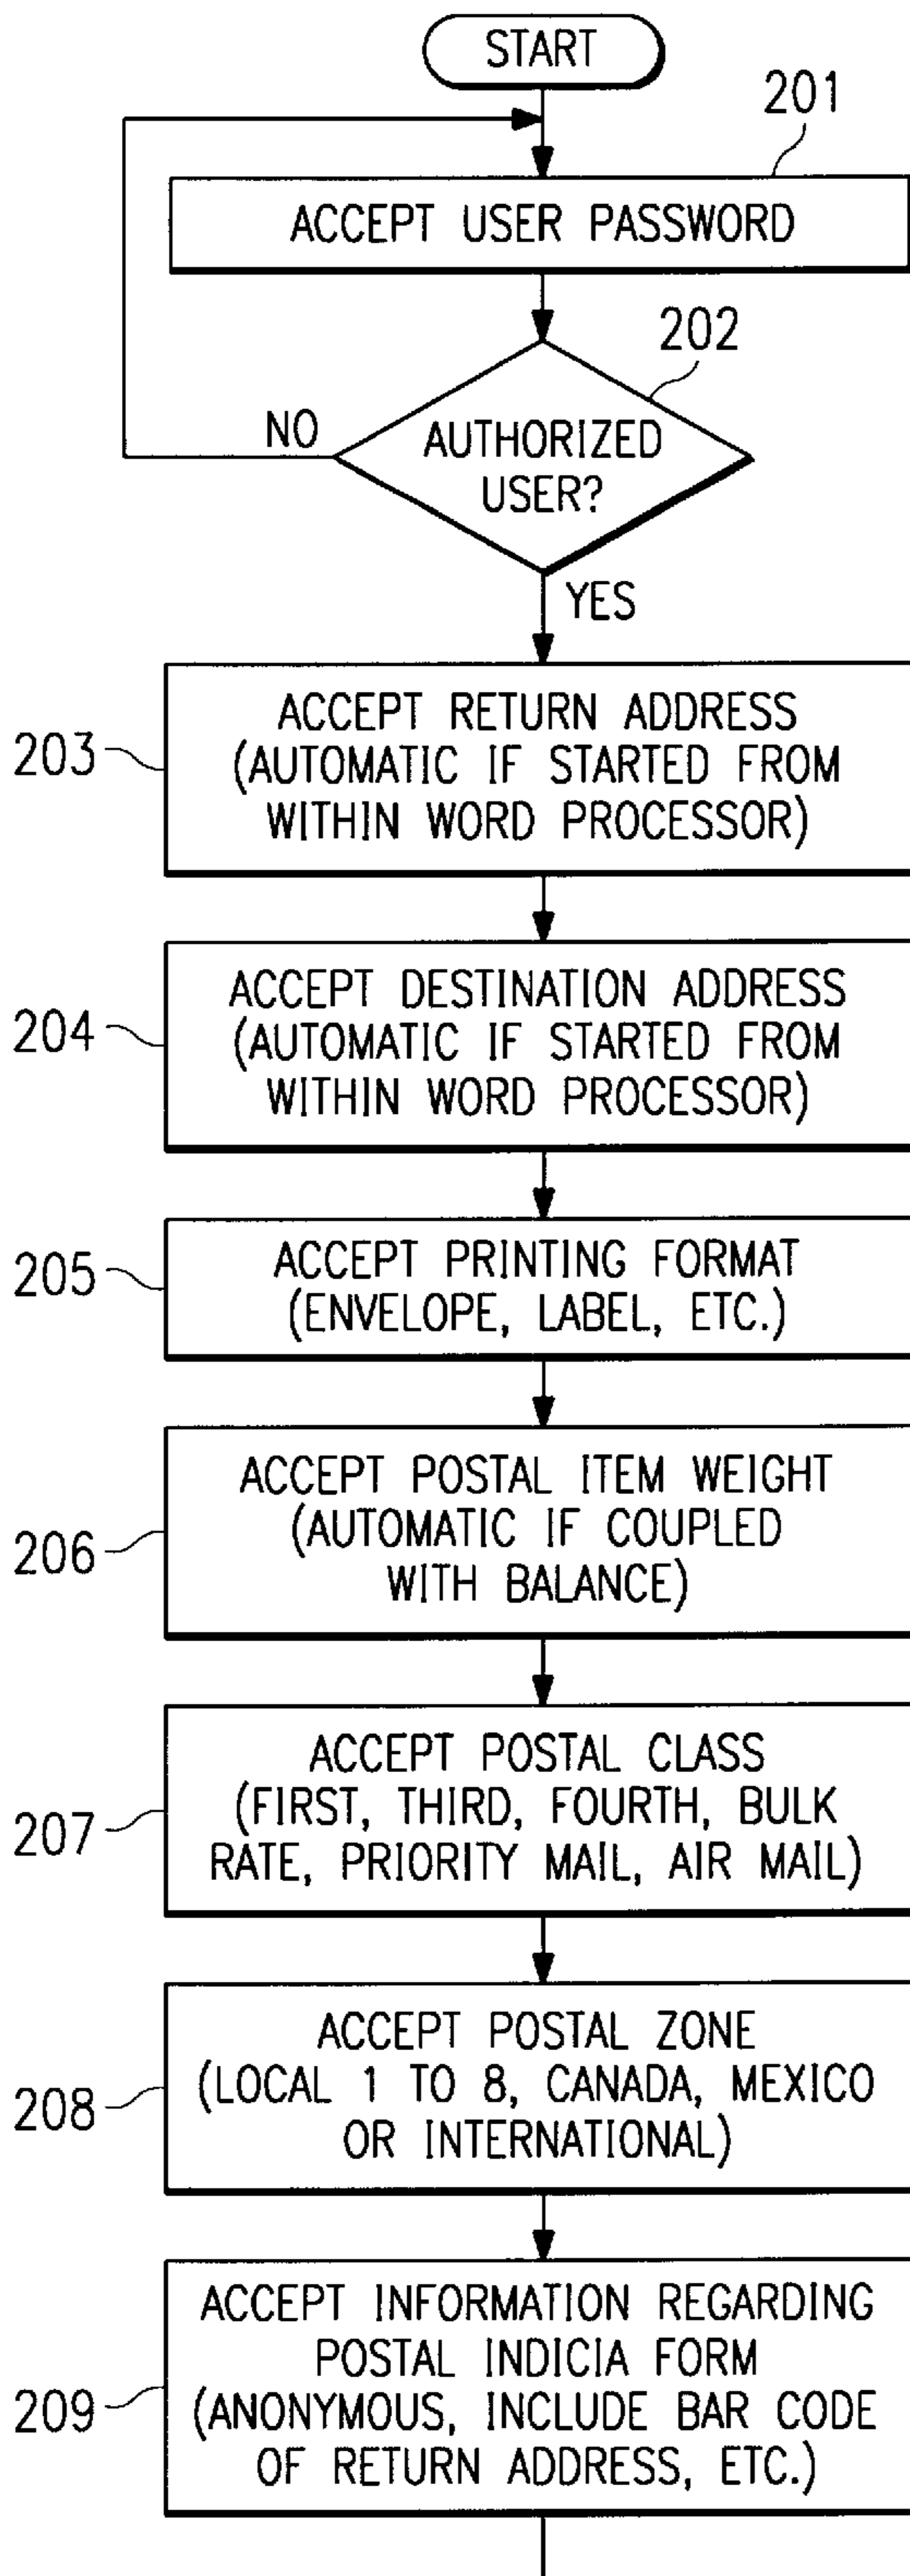 START
201
ACCEPT USER PASSWORD
202
NO
AUTHORIZED
USER?
YES
203
ACCEPT RETURN ADDRESS
(AUTOMATIC IF STARTED FROM
WITHIN WORD PROCESSOR)
204
ACCEPT DESTINATION ADDRESS
(AUTOMATIC IF STARTED FROM
WITHIN WORD PROCESSOR)
205
ACCEPT PRINTING FORMAT
(ENVELOPE, LABEL, ETC.)
206
ACCEPT POSTAL ITEM WEIGHT
(AUTOMATIC IF COUPLED
WITH BALANCE)
207
ACCEPT POSTAL CLASS
(FIRST, THIRD, FOURTH, BULK
RATE, PRIORITY MAIL, AIR MAIL)
208
ACCEPT POSTAL ZONE
(LOCAL 1 TO 8, CANADA, MEXICO
OR INTERNATIONAL)
209
ACCEPT INFORMATION REGARDING
POSTAL INDICIA FORM
(ANONYMOUS, INCLUDE BAR CODE
OF RETURN ADDRESS, ETC.)